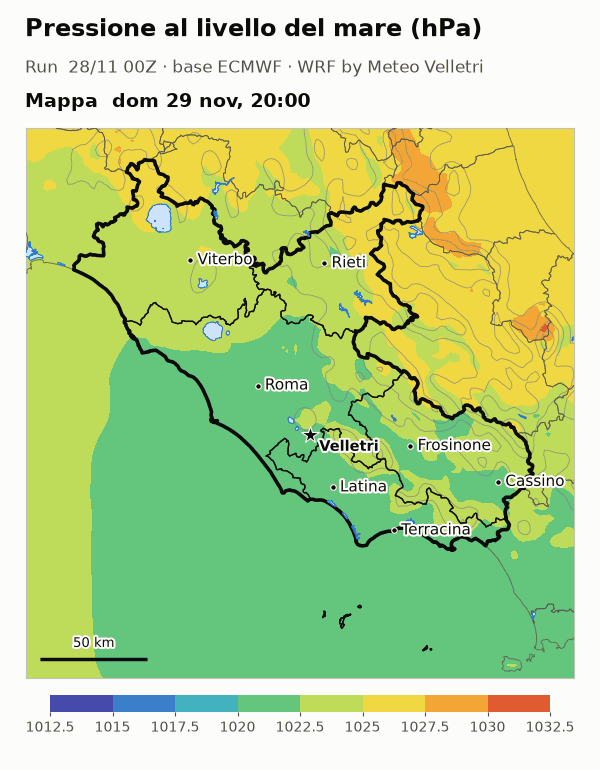 Pressione al livello del mare (hPa)
Run  28/11 00Z · base ECMWF · WRF by Meteo Velletri
Mappa  dom 29 nov, 20:00
Viterbo
Rieti
Roma
Velletri
Frosinone
Cassino
Latina
Terracina
50 km
1012.5 1015 1017.5 1020 1022.5 1025 1027.5 1030 1032.5